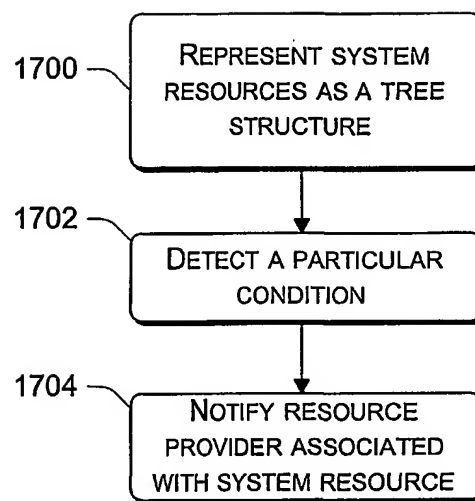 1700
REPRESENT SYSTEM
RESOURCES AS A TREE
STRUCTURE
1702
DETECT A PARTICULAR
CONDITION
1704
NOTIFY RESOURCE
PROVIDER ASSOCIATED
WITH SYSTEM RESOURCE